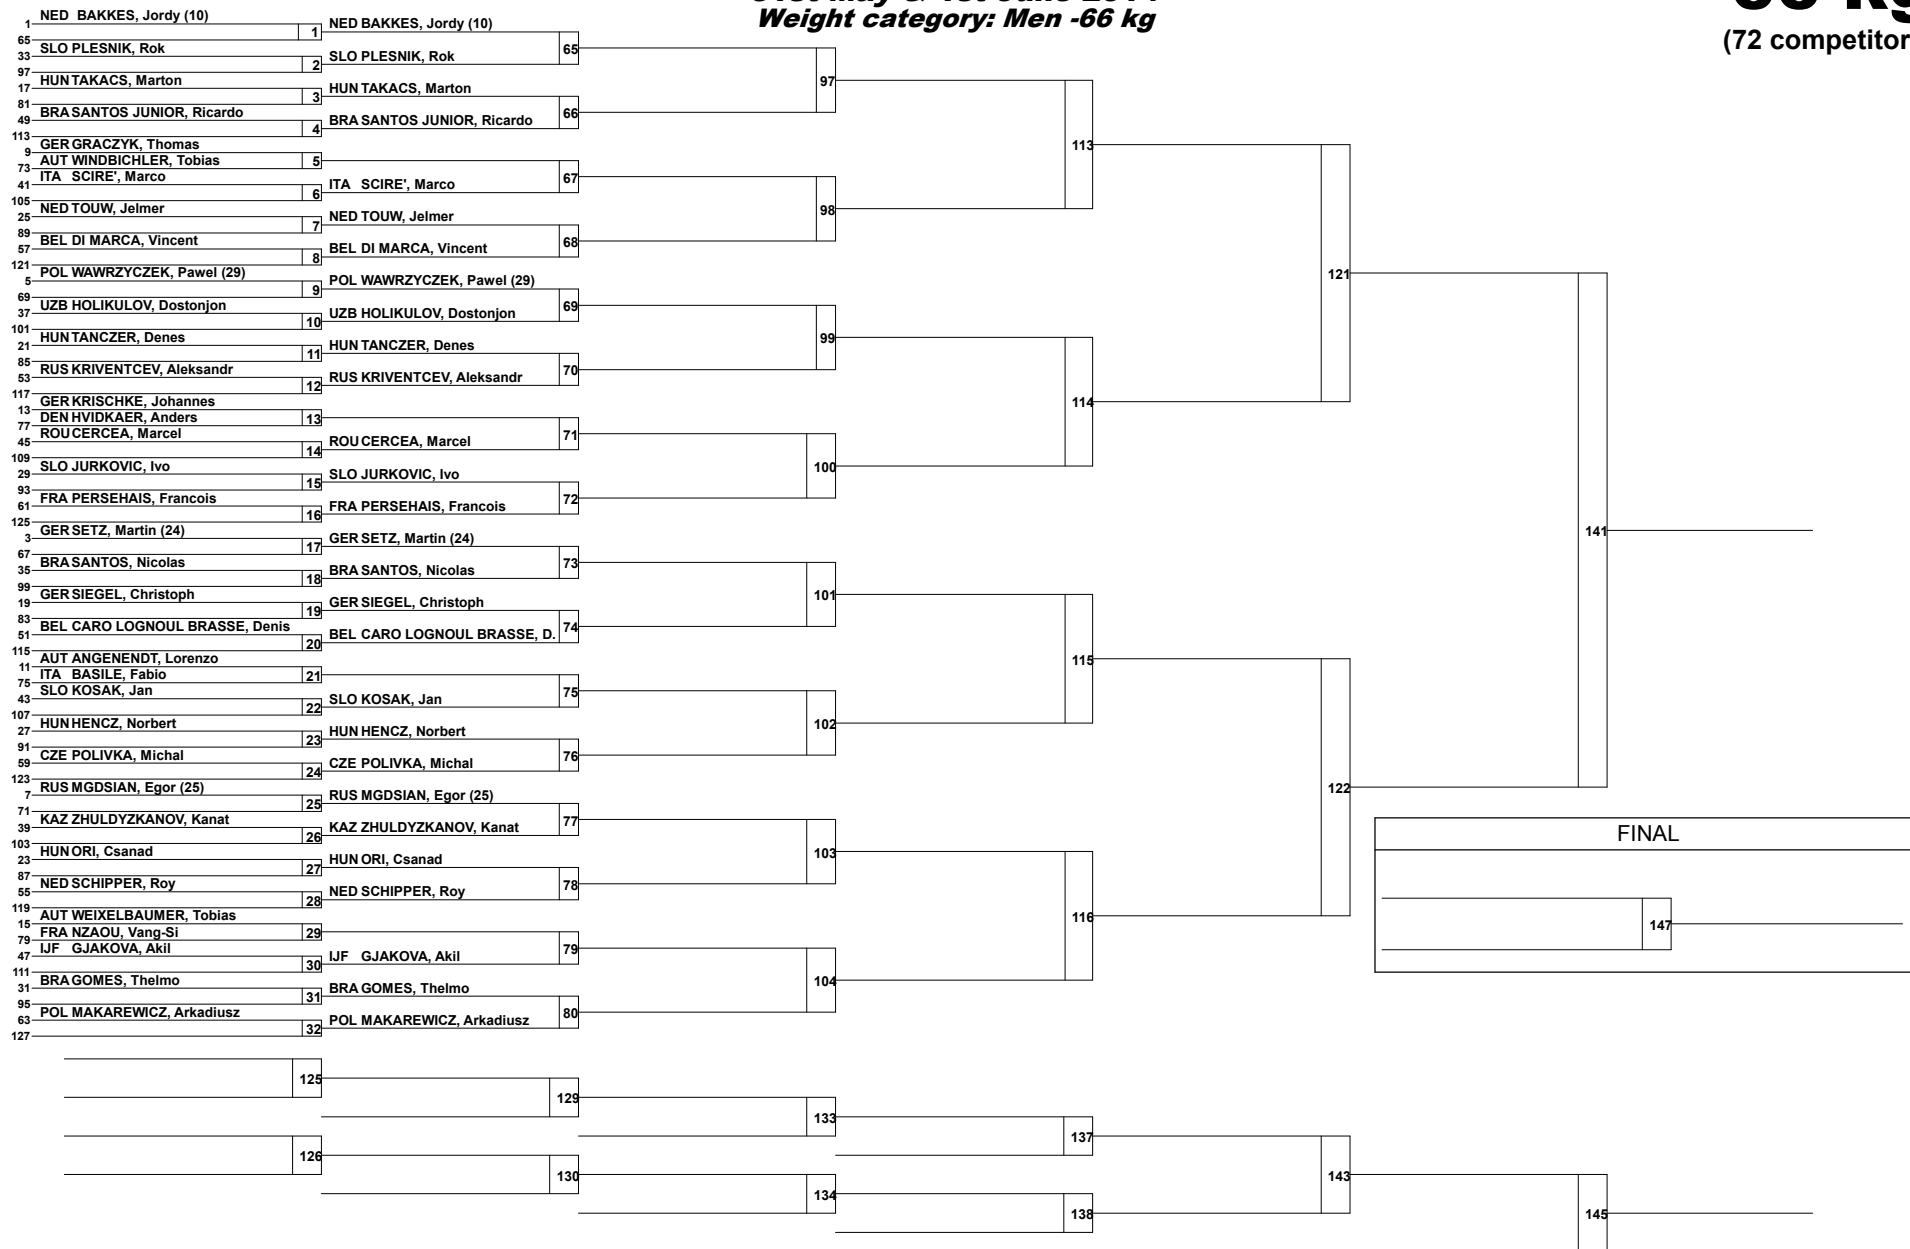 Weight category: Men -66 kg
(72 competitor
1 NED BAKKES, Jordy (10)
65
1 NED BAKKES, Jordy (10)
33 SLO PLESNIK, Rok
97
2 SLO PLESNIK, Rok
65
17 HUN TAKACS, Marton
81
3 HUN TAKACS, Marton
49 BRA SANTOS JUNIOR, Ricardo
113
4 BRA SANTOS JUNIOR, Ricardo
66
97
9 GER GRACZYK, Thomas
73 AUT WINDBICHLER, Tobias
5
41 ITA SCIRE', Marco
105
6 ITA SCIRE', Marco
67
25 NED TOUW, Jelmer
89
7 NED TOUW, Jelmer
57 BEL DI MARCA, Vincent
121
8 BEL DI MARCA, Vincent
68
98
113
5 POL WAWRZYCZEK, Pawel (29)
69
9 POL WAWRZYCZEK, Pawel (29)
37 UZB HOLIKULOV, Dostonjon
101
10 UZB HOLIKULOV, Dostonjon
69
21 HUN TANCZER, Denes
85
11 HUN TANCZER, Denes
53 RUS KRIVENTCEV, Aleksandr
117
12 RUS KRIVENTCEV, Aleksandr
70
99
13 GER KRISCHKE, Johannes
77 DEN HVIDKAER, Anders
13
45 ROU CERCEA, Marcel
109
14 ROU CERCEA, Marcel
71
29 SLO JURKOVIC, Ivo
93
15 SLO JURKOVIC, Ivo
61 FRA PERSEHAIS, Francois
125
16 FRA PERSEHAIS, Francois
72
100
114
121
3 GER SETZ, Martin (24)
67
17 GER SETZ, Martin (24)
35 BRA SANTOS, Nicolas
99
18 BRA SANTOS, Nicolas
73
19 GER SIEGEL, Christoph
83
19 GER SIEGEL, Christoph
51 BEL CARO LOGNOUL BRASSE, Denis
115
20 BEL CARO LOGNOUL BRASSE, D.
74
101
11 AUT ANGENENDT, Lorenzo
75 ITA BASILE, Fabio
21
43 SLO KOSAK, Jan
107
22 SLO KOSAK, Jan
75
27 HUN HENCZ, Norbert
91
23 HUN HENCZ, Norbert
59 CZE POLIVKA, Michal
123
24 CZE POLIVKA, Michal
76
102
115
7 RUS MGDSIAN, Egor (25)
71
25 RUS MGDSIAN, Egor (25)
39 KAZ ZHULDYZKANOV, Kanat
103
26 KAZ ZHULDYZKANOV, Kanat
77
23 HUN ORI, Csanad
87
27 HUN ORI, Csanad
55 NED SCHIPPER, Roy
119
28 NED SCHIPPER, Roy
78
103
15 AUT WEIXELBAUMER, Tobias
79 FRA NZAOU, Vang-Si
29
47 IJF GJAKOVA, Akil
111
30 IJF GJAKOVA, Akil
79
31 BRA GOMES, Thelmo
95
31 BRA GOMES, Thelmo
63 POL MAKAREWICZ, Arkadiusz
127
32 POL MAKAREWICZ, Arkadiusz
80
104
116
122
141
FINAL
147
125
129
133
137
126
130
134
138
143
145